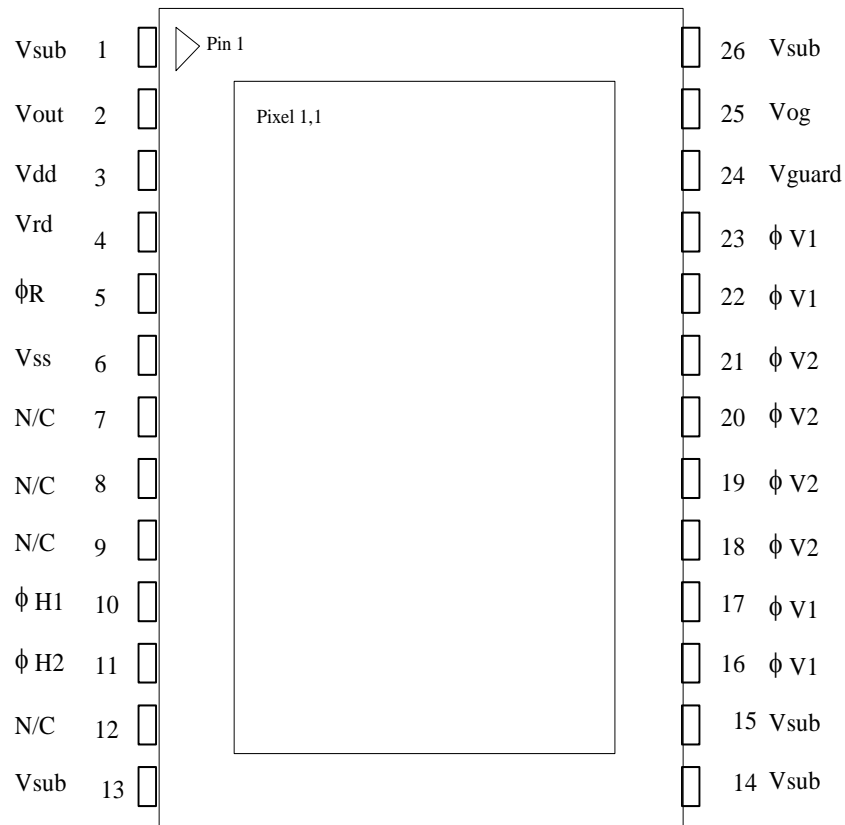 Vsub 1 Pin 1 26 Vsub
Vout 2 Pixel 1,1 25 Vog
Vdd 3 24 Vguard
Vrd 4 23 ϕ V1
ϕR 5 22 ϕ V1
Vss 6 21 ϕ V2
N/C 7 20 ϕ V2
N/C 8 19 ϕ V2
N/C 9 18 ϕ V2
ϕ H1 10 17 ϕ V1
ϕ H2 11 16 ϕ V1
N/C 12 15 Vsub
Vsub 13 14 Vsub